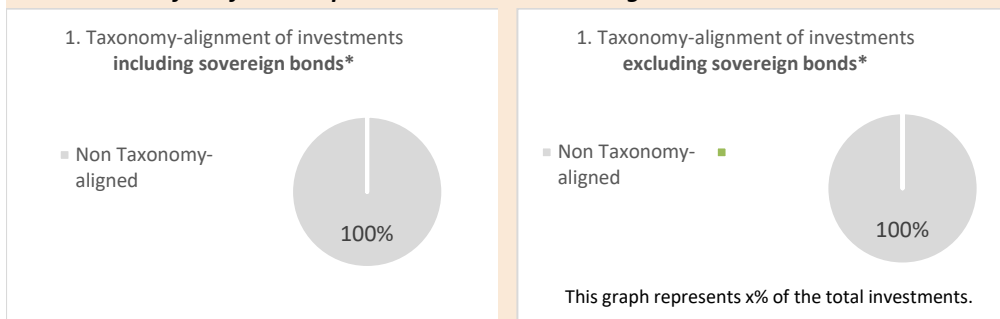 1. Taxonomy-alignment of investments
including sovereign bonds*
Non Taxonomy-
aligned
100%
1. Taxonomy-alignment of investments
excluding sovereign bonds*
Non Taxonomy-
aligned
100%
This graph represents x% of the total investments.